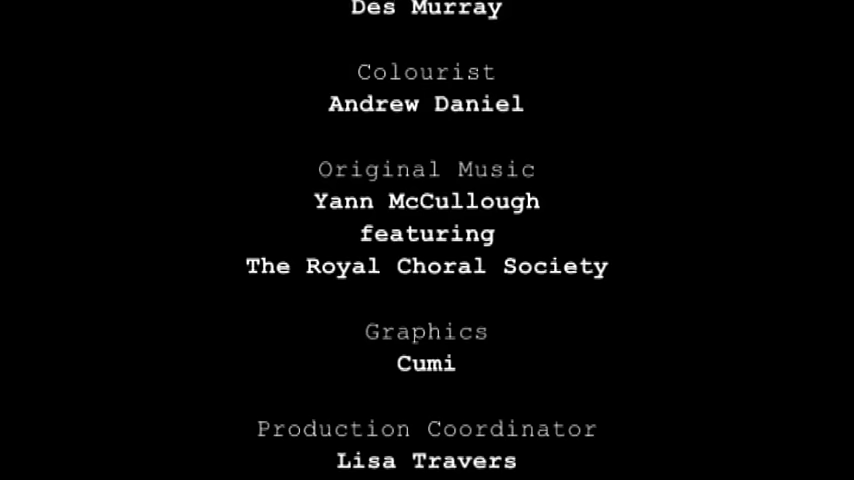 Des Murray
Colourist
Andrew Daniel
Original Music
Yann McCullough
featuring
The Royal Choral Society
Graphics
Cumi
Production Coordinator
Lisa Travers